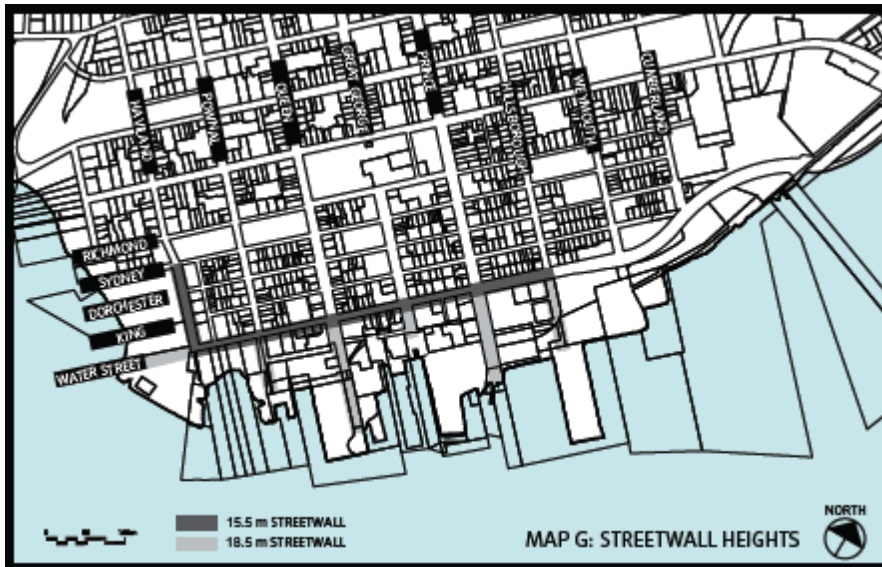 MAITLAND
POWNAL
QUEEN
GREAT GEORGE
PRINCE
HILLSBOROUGH
WEYMOUTH
CUMBERLAND
RICHMOND
SYDNEY
DORCHESTER
KING
WATER STREET
15.5 m STREETWALL
18.5 m STREETWALL
MAP G: STREETWALL HEIGHTS
NORTH